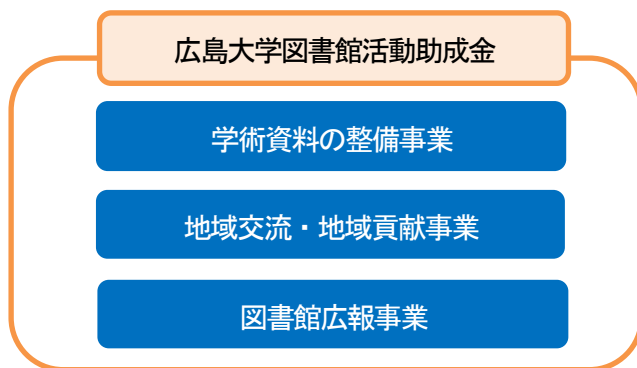 広島大学図書館活動助成金
学術資料の整備事業
地域交流・地域貢献事業
図書館広報事業